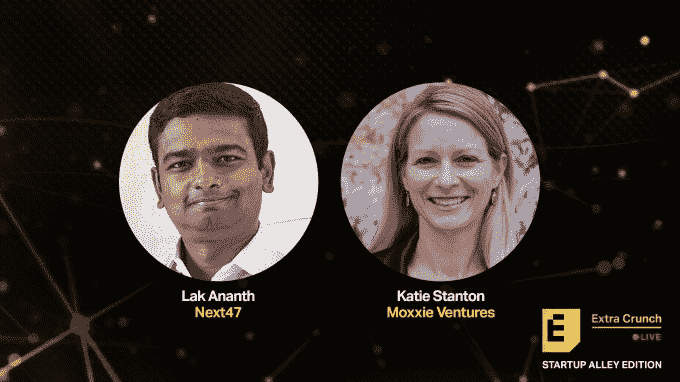 Lak Ananth
Next47
Katie Stanton
Moxxie Ventures
E
Extra Crunch
LIVE
STARTUP ALLEY EDITION